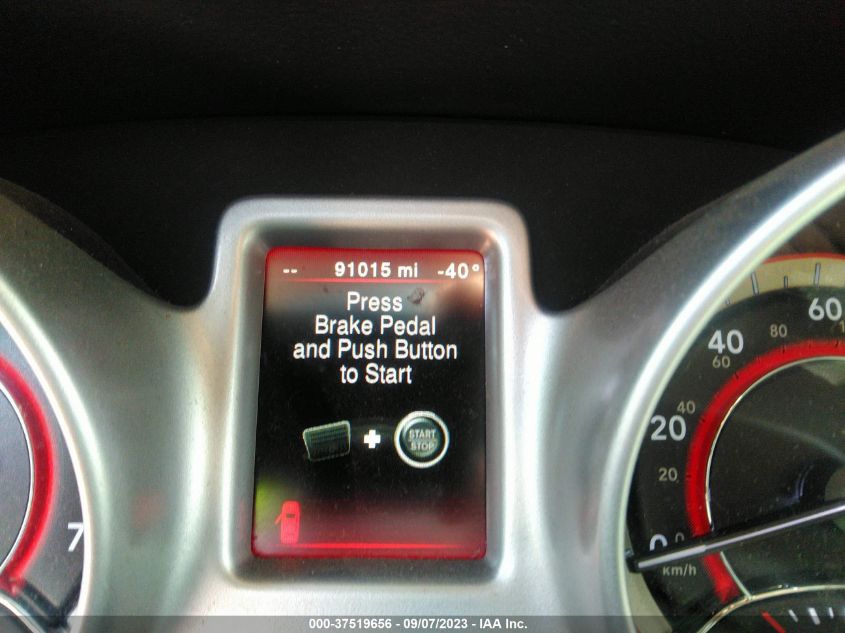 -- 91015 mi -40°
Press
Brake Pedal
and Push Button
to Start
START
STOP
7
60
40
80
60
40
20
20
0
0
km/h
000-37519656 - 09/07/2023 - IAA Inc.